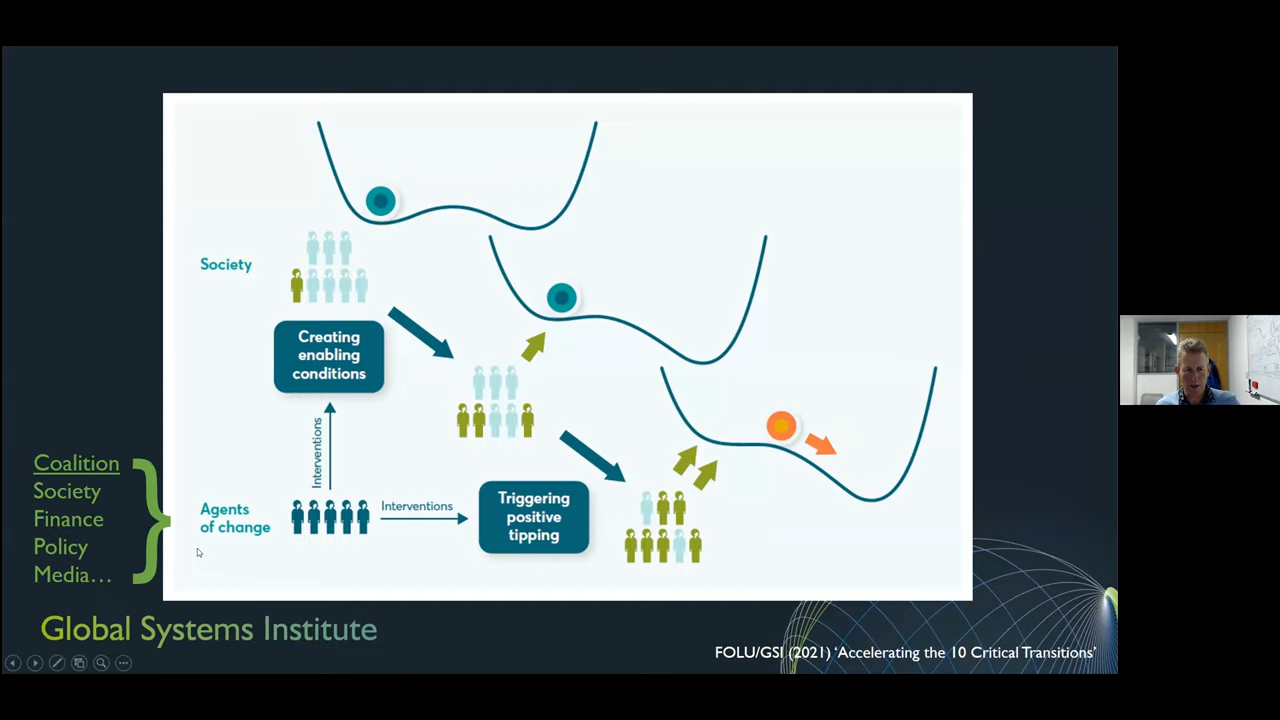 Society
Creating
enabling
conditions
Interventions
Agents
of change
Interventions
Triggering
positive
tipping
Coalition
Society
Finance
Policy
Media…
Global Systems Institute
FOLU/GSI (2021) ‘Accelerating the 10 Critical Transitions’